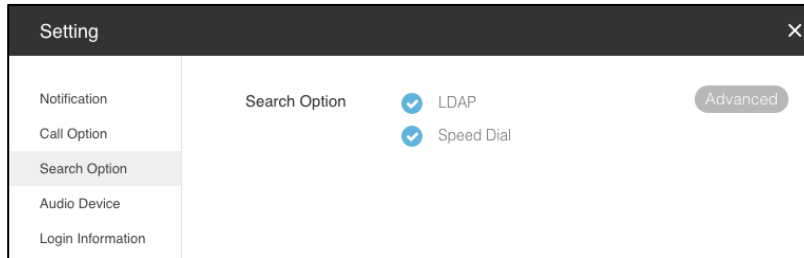 Setting
Notification
Call Option
Search Option
Audio Device
Login Information
Search Option
LDAP
Advanced
Speed Dial